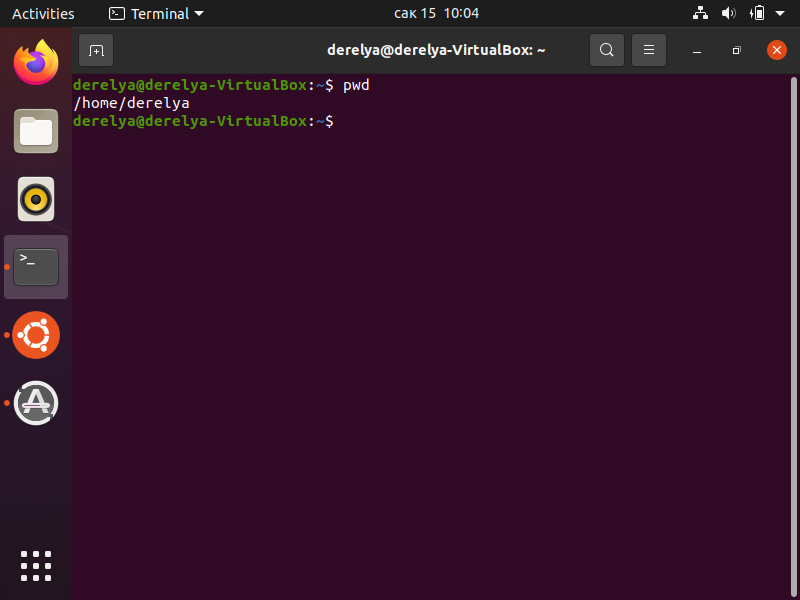 Activities Terminal сак 15 10:04
derelya@derelya-VirtualBox: ~
derelya@derelya-VirtualBox:~$ pwd
/home/derelya
derelya@derelya-VirtualBox:~$
>_